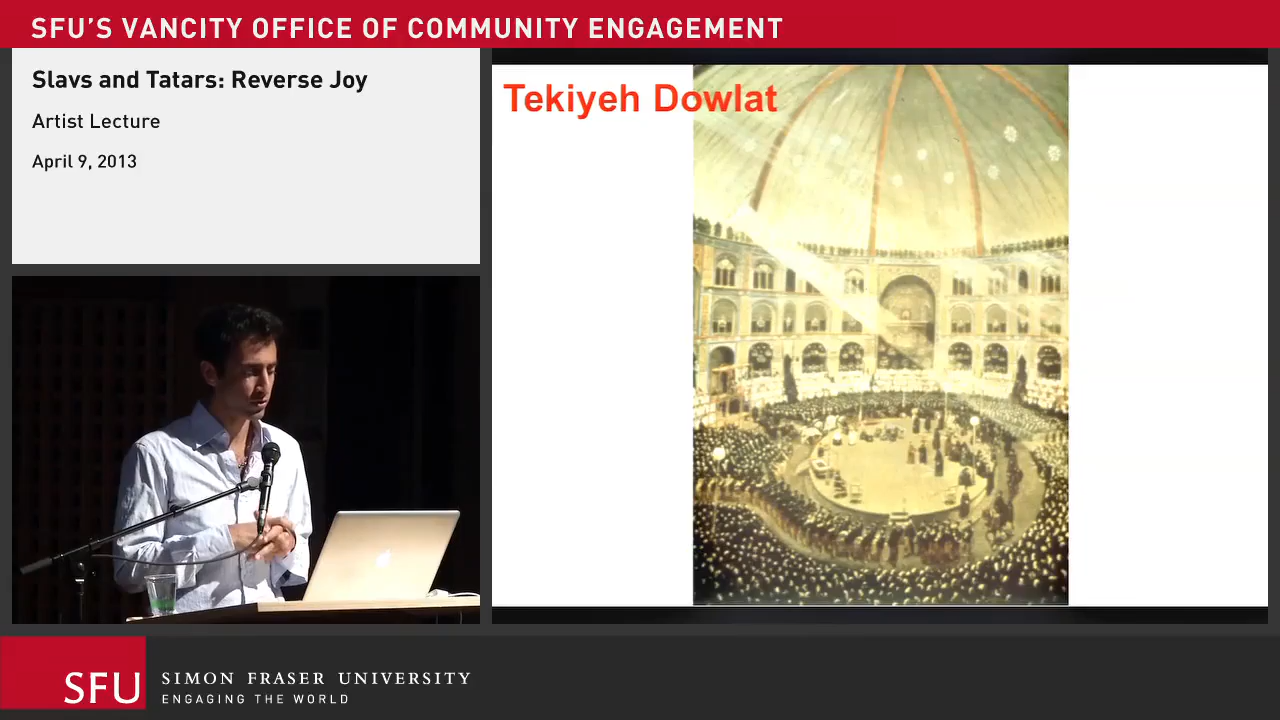 SFU'S VANCITY OFFICE OF COMMUNITY ENGAGEMENT
Slavs and Tatars: Reverse Joy
Artist Lecture
April 9, 2013
Tekiyeh Dowlat
SFU
SIMON FRASER UNIVERSITY
ENGAGING THE WORLD